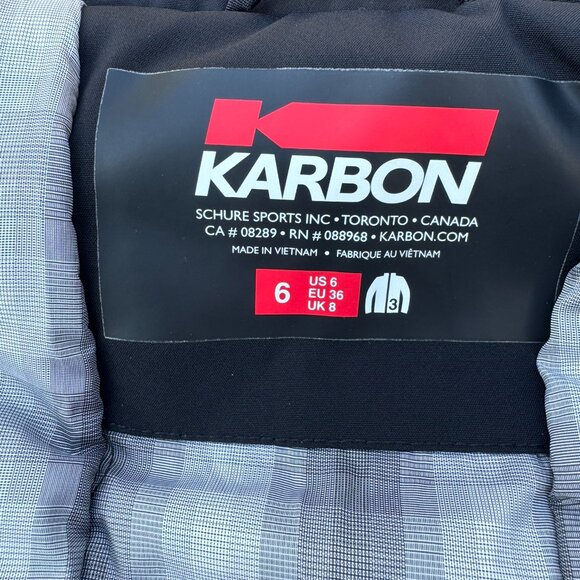 KARBON
SCHURE SPORTS INC • TORONTO • CANADA
CA # 08289 • RN # 088968 • KARBON.COM
MADE IN VIETNAM • FABRIQUE AU VIÊTNAM
6
US 6
EU 36
UK 8
3